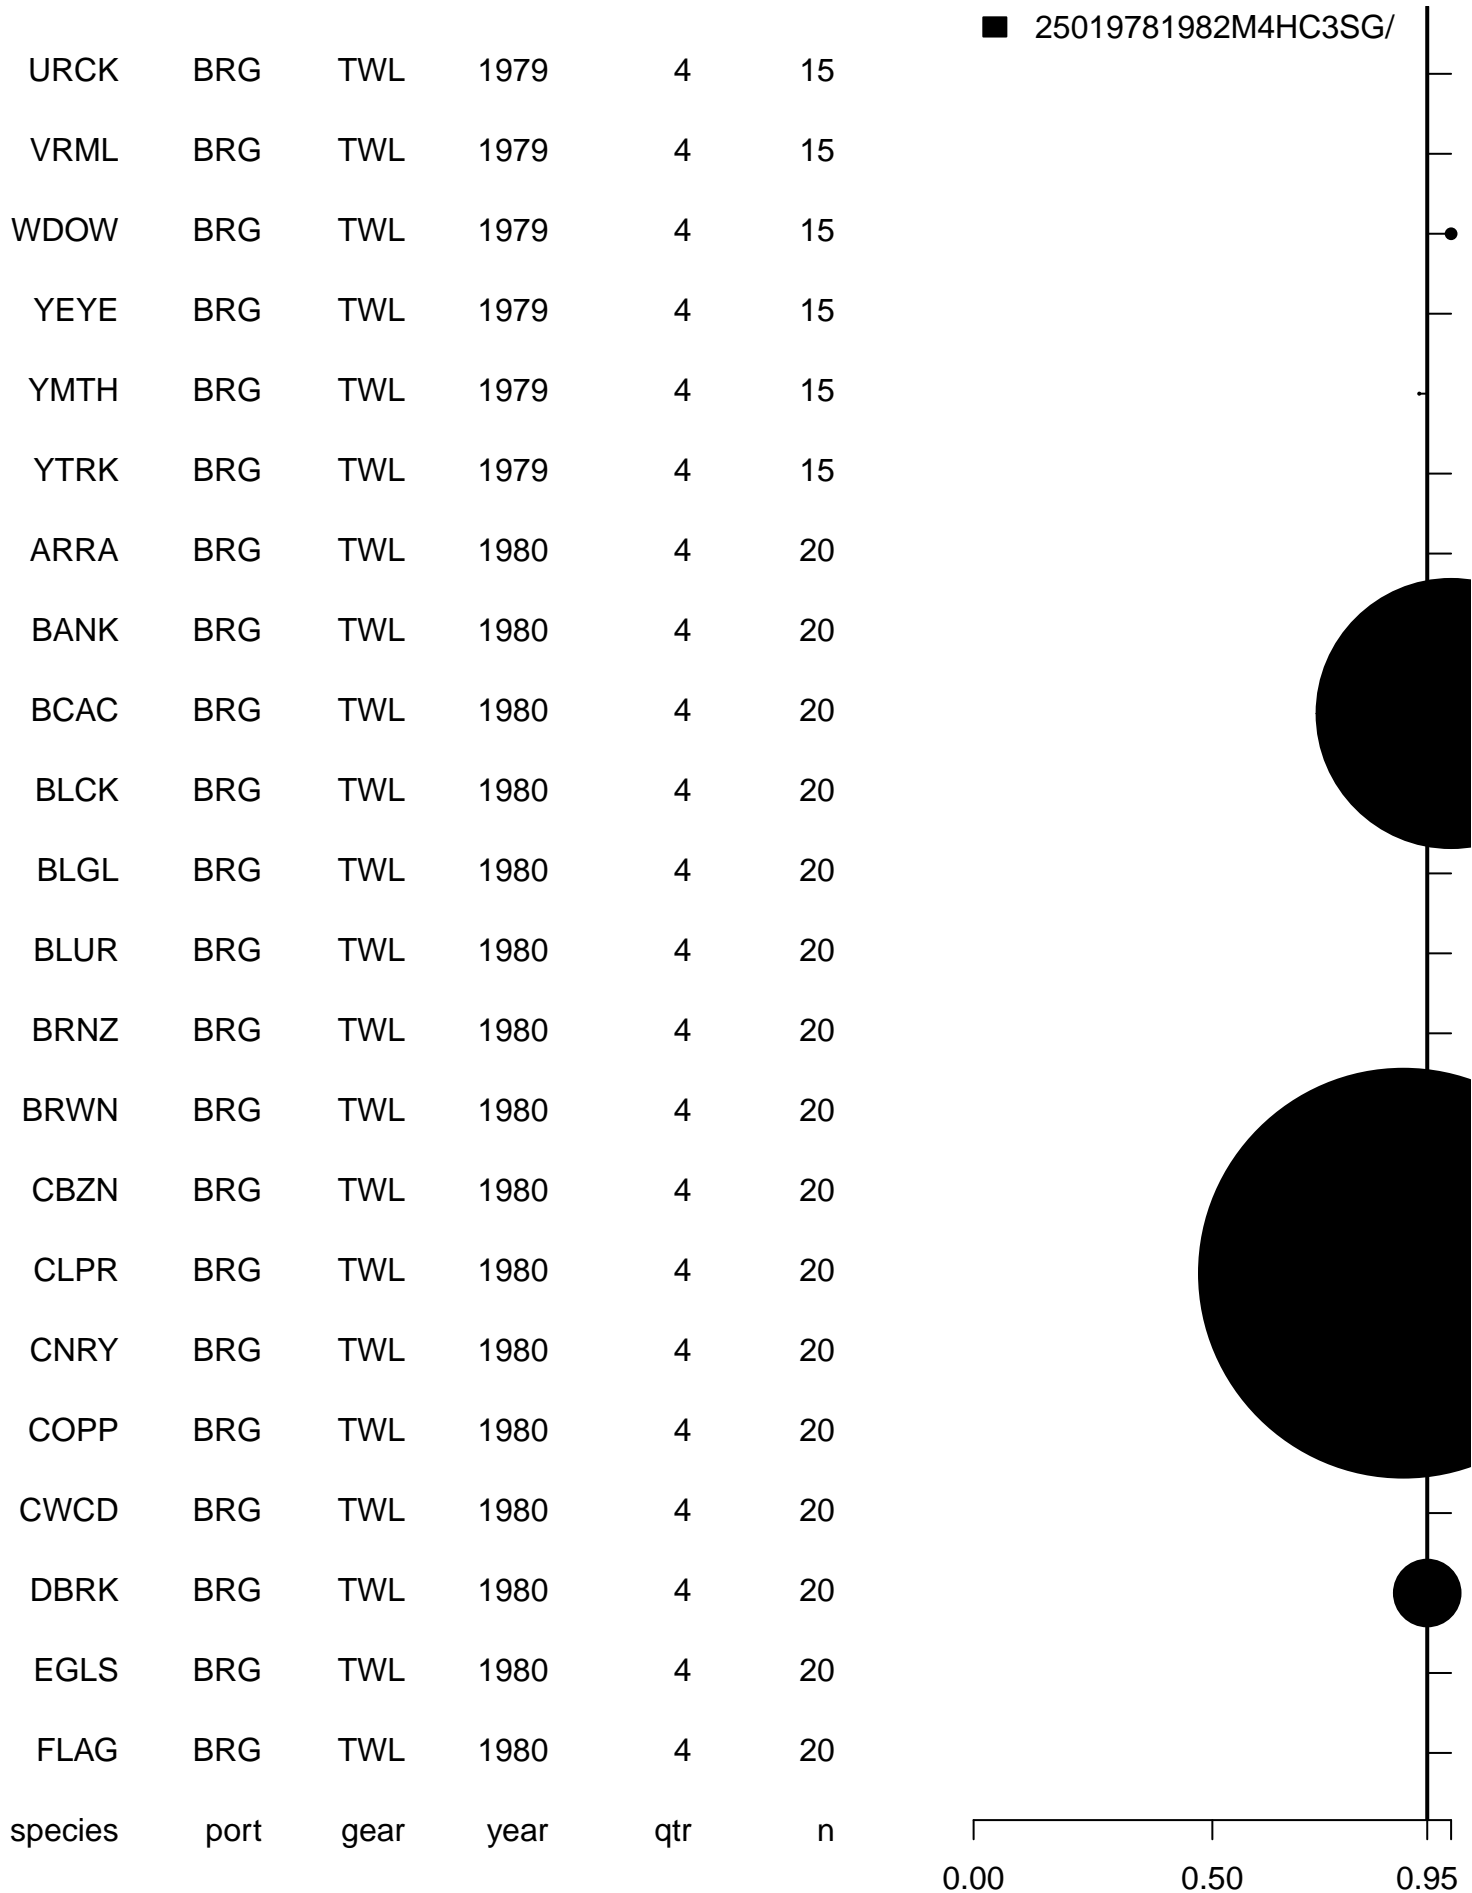 25019781982M4HC3SG/
URCK BRG TWL 1979 4 15
VRML BRG TWL 1979 4 15
WDOW BRG TWL 1979 4 15
YEYE BRG TWL 1979 4 15
YMTH BRG TWL 1979 4 15
YTRK BRG TWL 1979 4 15
ARRA BRG TWL 1980 4 20
BANK BRG TWL 1980 4 20
BCAC BRG TWL 1980 4 20
BLCK BRG TWL 1980 4 20
BLGL BRG TWL 1980 4 20
BLUR BRG TWL 1980 4 20
BRNZ BRG TWL 1980 4 20
BRWN BRG TWL 1980 4 20
CBZN BRG TWL 1980 4 20
CLPR BRG TWL 1980 4 20
CNRY BRG TWL 1980 4 20
COPP BRG TWL 1980 4 20
CWCD BRG TWL 1980 4 20
DBRK BRG TWL 1980 4 20
EGLS BRG TWL 1980 4 20
FLAG BRG TWL 1980 4 20
species port gear year qtr n
0.00 0.50 0.95